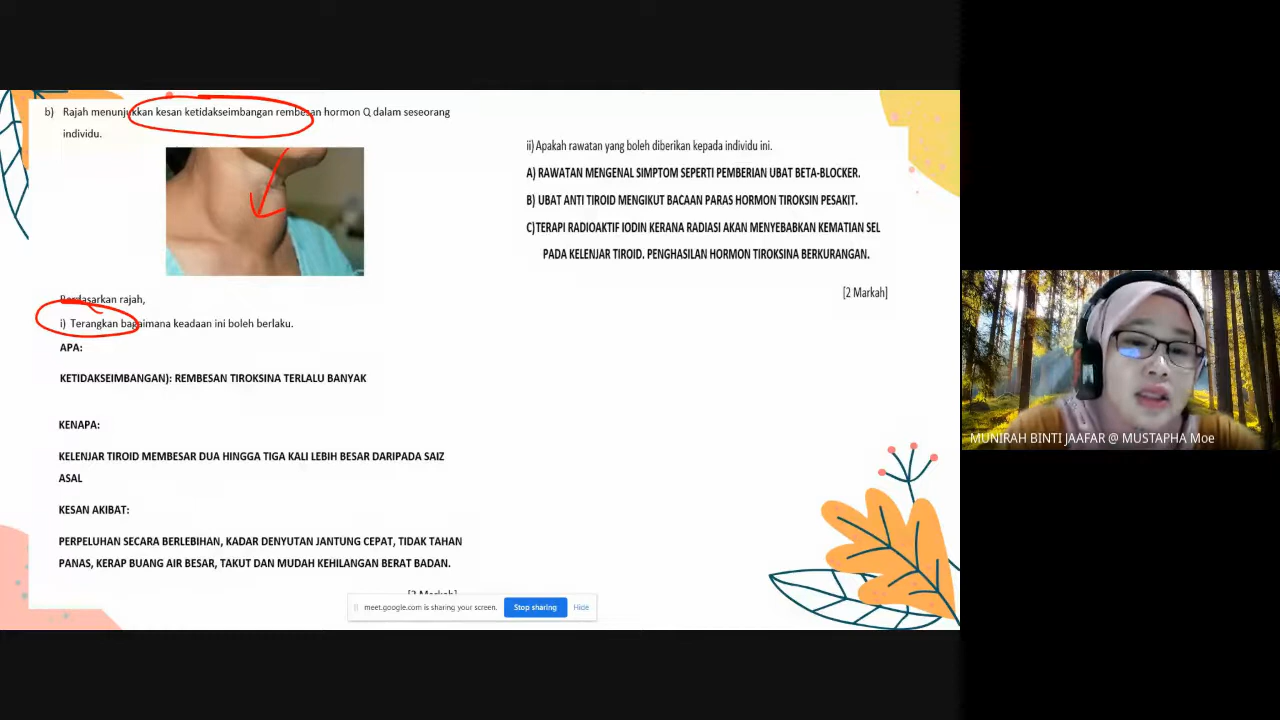 b) Rajah menunjukkan kesan ketidakseimbangan rembesan hormon Q dalam seseorang
individu.
Berdasarkan rajah,
i) Terangkan bagaimana keadaan ini boleh berlaku.
APA:
KETIDAKSEIMBANGAN): REMBESAN TIROKSINA TERLALU BANYAK
KENAPA:
KELENJAR TIROID MEMBESAR DUA HINGGA TIGA KALI LEBIH BESAR DARIPADA SAIZ
ASAL
KESAN AKIBAT:
PERPELUHAN SECARA BERLEBIHAN, KADAR DENYUTAN JANTUNG CEPAT, TIDAK TAHAN
PANAS, KERAP BUANG AIR BESAR, TAKUT DAN MUDAH KEHILANGAN BERAT BADAN.
ii) Apakah rawatan yang boleh diberikan kepada individu ini.
A) RAWATAN MENGENAL SIMPTOM SEPERTI PEMBERIAN UBAT BETA-BLOCKER.
B) UBAT ANTI TIROID MENGIKUT BACAAN PARAS HORMON TIROKSIN PESAKIT.
C)TERAPI RADIOAKTIF IODIN KERANA RADIASI AKAN MENYEBABKAN KEMATIAN SEL
PADA KELENJAR TIROID. PENGHASILAN HORMON TIROKSINA BERKURANGAN.
[2 Markah]
meet.google.com is sharing your screen.
Stop sharing
Hide
MUNIRAH BINTI JAAFAR @ MUSTAPHA Moe